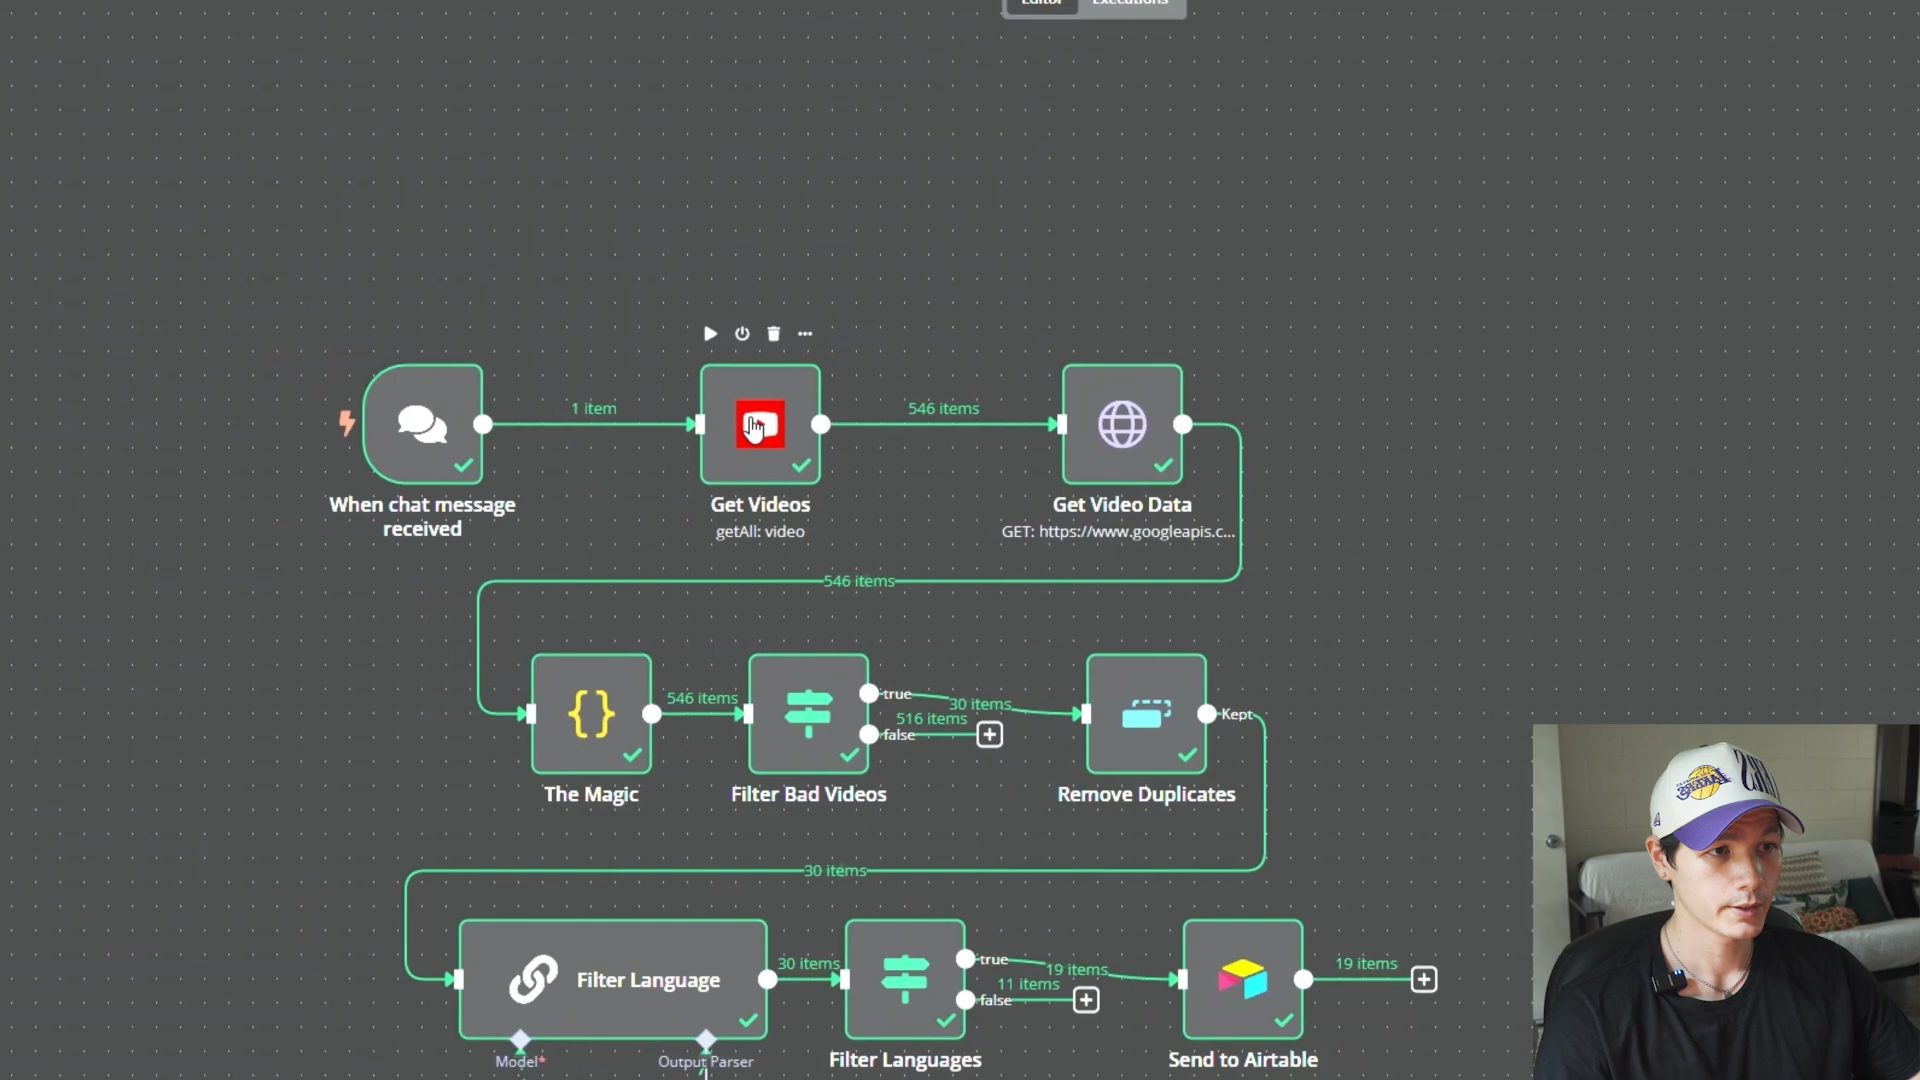 Editor Executions
1 item
546 items
When chat message
received
Get Videos
getAll: video
Get Video Data
GET: https://www.googleapis.c...
546 items
546 items
true
30 items
516 items
false
Kept
The Magic
Filter Bad Videos
Remove Duplicates
30 items
Filter Language
30 items
true
19 items
11 items
false
19 items
Model*
Output Parser
Filter Languages
Send to Airtable